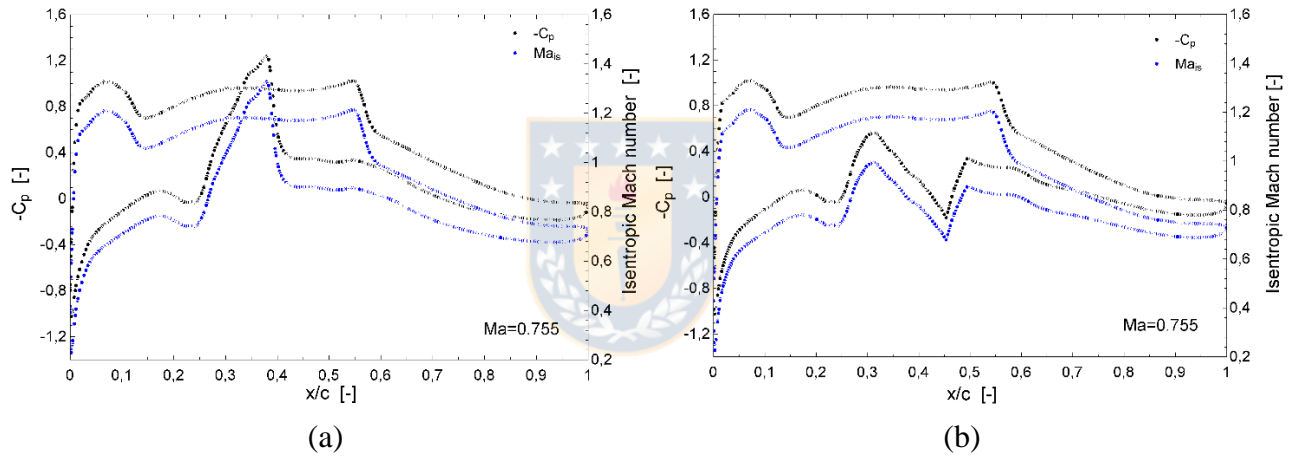 1,6
1,2
0,8
0,4
0
-0,4
-0,8
-1,2
-Cp [-]
0 0,1 0,2 0,3 0,4 0,5 0,6 0,7 0,8 0,9 1
x/c [-]
1,6
1,4
1,2
1
0,8
0,6
0,4
0,2
Isentropic Mach number [-]
-Cp
Mais
Ma=0.755
(a)
1,6
1,2
0,8
0,4
0
-0,4
-0,8
-1,2
-Cp [-]
0 0,1 0,2 0,3 0,4 0,5 0,6 0,7 0,8 0,9 1
x/c [-]
1,6
1,4
1,2
1
0,8
0,6
0,4
0,2
Isentropic Mach number [-]
-Cp
Mais
Ma=0.755
(b)